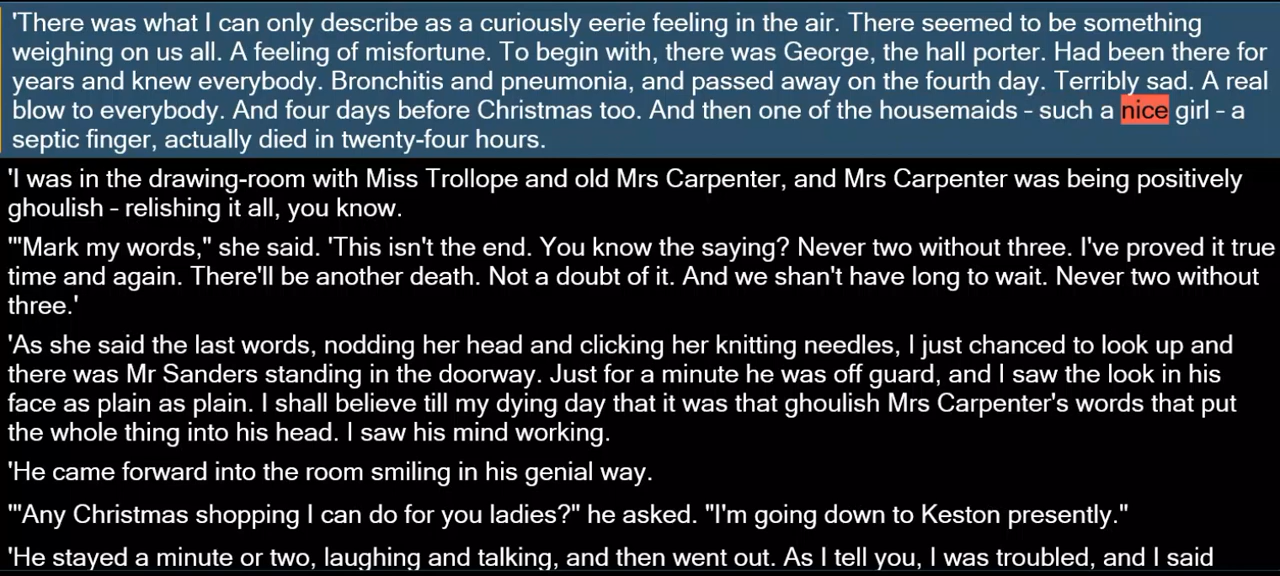 'There was what I can only describe as a curiously eerie feeling in the air. There seemed to be something
weighing on us all. A feeling of misfortune. To begin with, there was George, the hall porter. Had been there for
years and knew everybody. Bronchitis and pneumonia, and passed away on the fourth day. Terribly sad. A real
blow to everybody. And four days before Christmas too. And then one of the housemaids - such a nice girl - a
septic finger, actually died in twenty-four hours.
'I was in the drawing-room with Miss Trollope and old Mrs Carpenter, and Mrs Carpenter was being positively
ghoulish - relishing it all, you know.
'"Mark my words," she said. 'This isn't the end. You know the saying? Never two without three. I've proved it true
time and again. There'll be another death. Not a doubt of it. And we shan't have long to wait. Never two without
three.'
'As she said the last words, nodding her head and clicking her knitting needles, I just chanced to look up and
there was Mr Sanders standing in the doorway. Just for a minute he was off guard, and I saw the look in his
face as plain as plain. I shall believe till my dying day that it was that ghoulish Mrs Carpenter's words that put
the whole thing into his head. I saw his mind working.
'He came forward into the room smiling in his genial way.
'"Any Christmas shopping I can do for you ladies?" he asked. "I'm going down to Keston presently."
'He stayed a minute or two, laughing and talking, and then went out. As I tell you, I was troubled, and I said